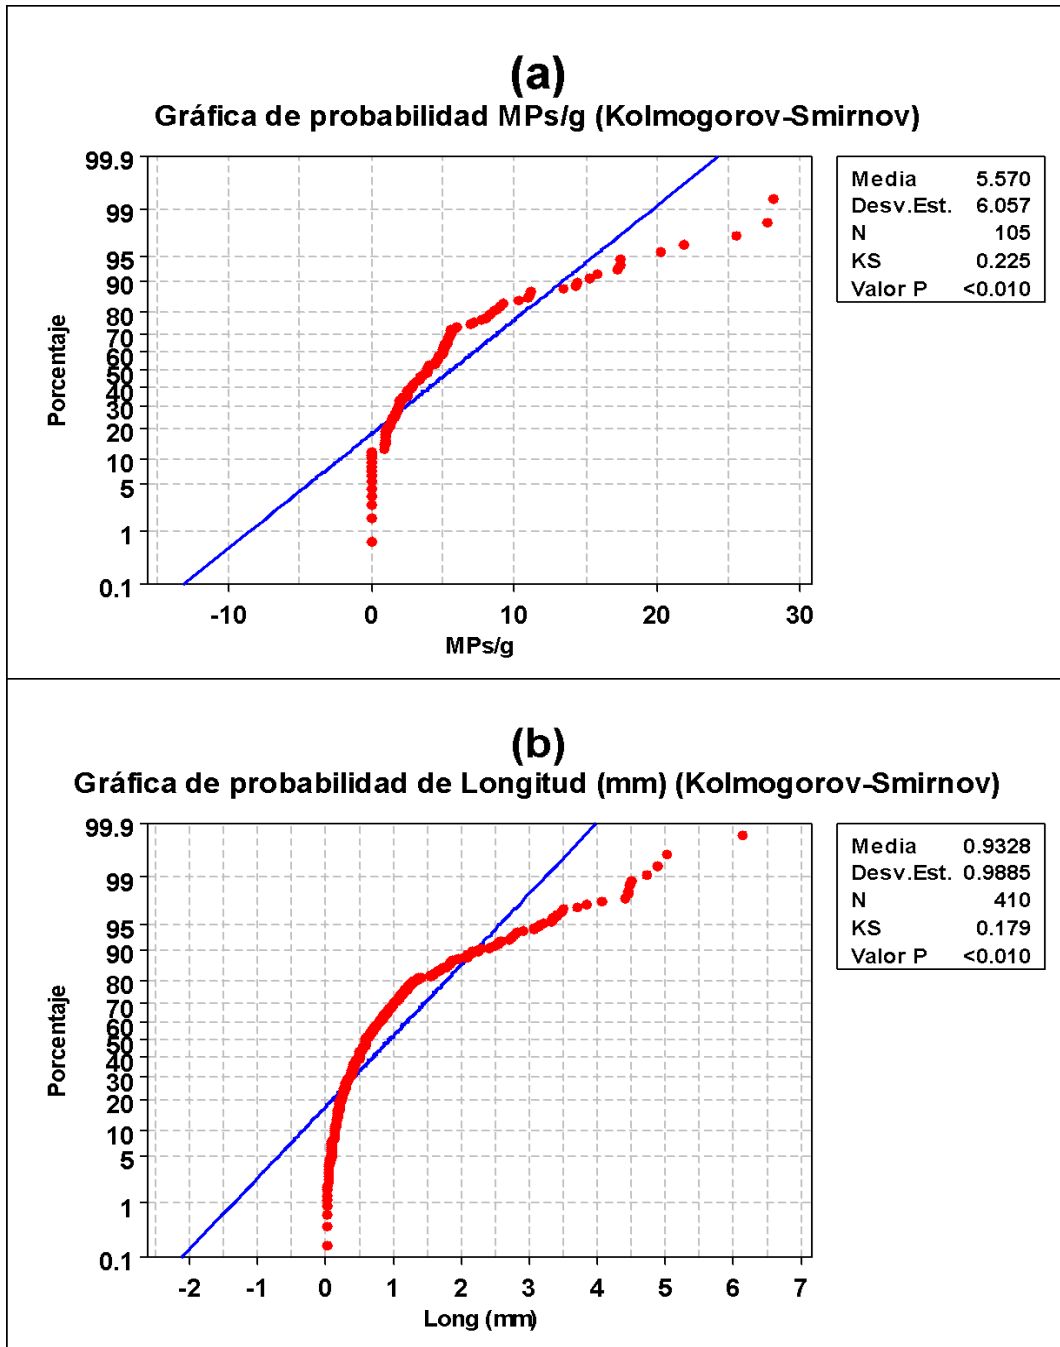 (a)
Gráfica de probabilidad MPs/g (Kolmogorov-Smirnov)
99.9
99
95
90
80
70
60
50
40
30
20
10
5
1
0.1
Porcentaje
-10
0
10
20
30
MPs/g
Media 5.570
Desv.Est. 6.057
N 105
KS 0.225
Valor P <0.010
(b)
Gráfica de probabilidad de Longitud (mm) (Kolmogorov-Smirnov)
99.9
99
95
90
80
70
60
50
40
30
20
10
5
1
0.1
Porcentaje
-2
-1
0
1
2
3
4
5
6
7
Long (mm)
Media 0.9328
Desv.Est. 0.9885
N 410
KS 0.179
Valor P <0.010